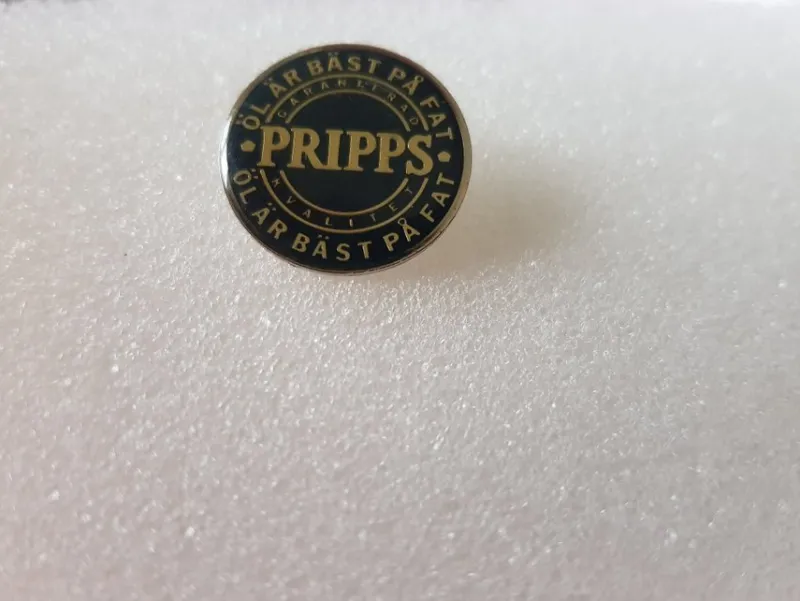 ÖL ÄR BÄST PÅ FAT
GARANTERAD
PRIPPS
KVALITET
ÖL ÄR BÄST PÅ FAT